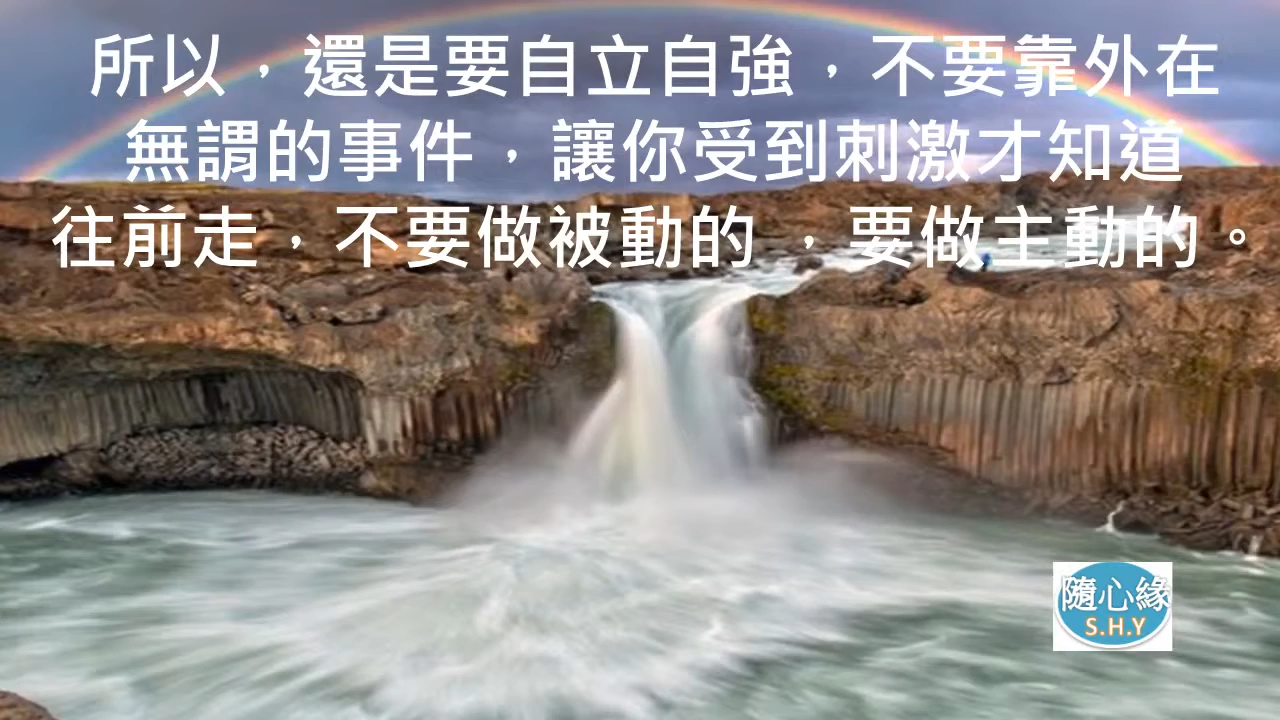 所以，還是要自立自強，不要靠外在
無謂的事件，讓你受到刺激才知道
往前走，不要做被動的，要做主動的。
隨心緣
S.H.Y